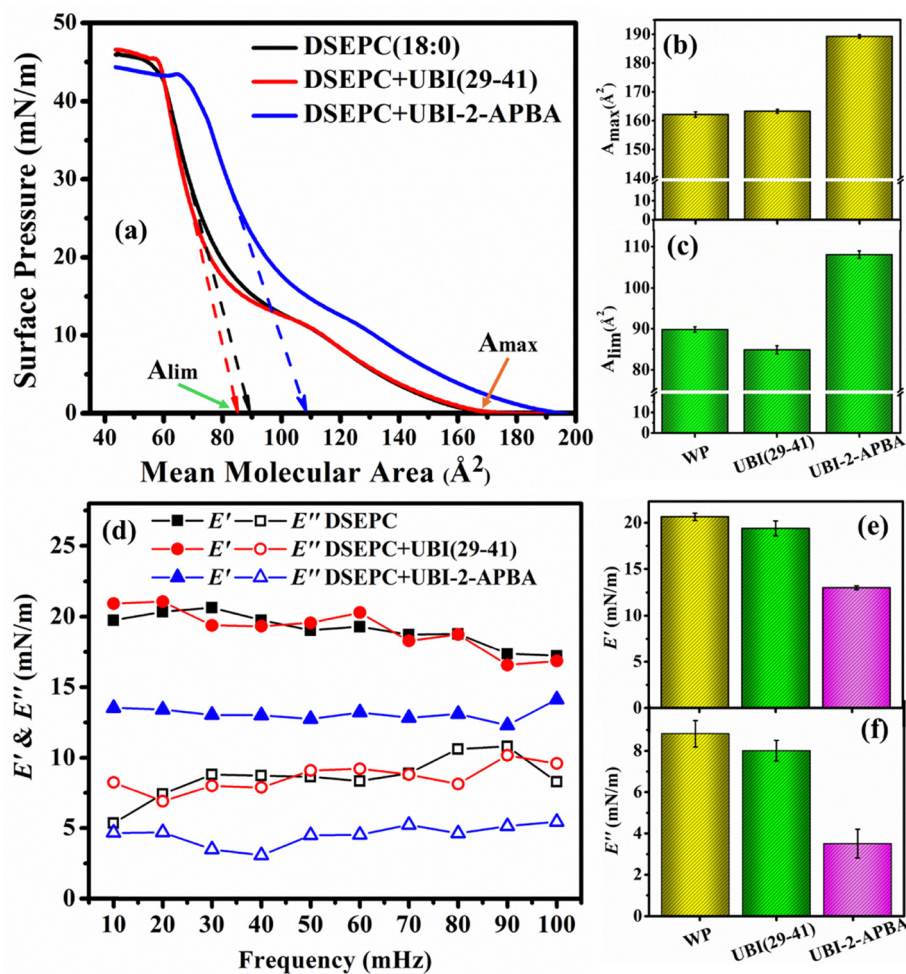 50
40
30
20
10
0
Surface Pressure (mN/m)
DSEPC(18:0)
DSEPC+UBI(29-41)
DSEPC+UBI-2-APBA
(a)
Alim
Amax
40 60 80 100 120 140 160 180 200
Mean Molecular Area (Å2)
(b)
190
180
170
160
150
140
10
0
Amax(Å2)
(c)
100
90
80
10
0
Alim(Å2)
WP UBI(29-41) UBI-2-APBA
(d)
E' E'' DSEPC
E' E'' DSEPC+UBI(29-41)
E' E'' DSEPC+UBI-2-APBA
25
20
15
10
5
0
E' & E'' (mN/m)
10 20 30 40 50 60 70 80 90 100
Frequency (mHz)
(e)
20
15
10
5
0
E' (mN/m)
(f)
8
6
4
2
0
E'' (mN/m)
WP UBI(29-41) UBI-2-APBA